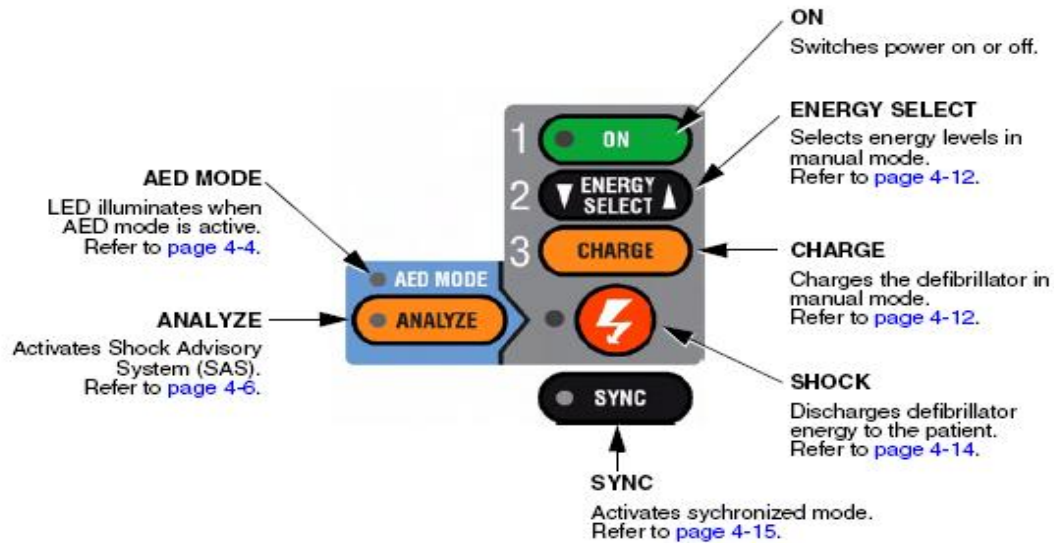 ON
Switches power on or off.
ENERGY SELECT
Selects energy levels in
manual mode.
Refer to page 4-12.
CHARGE
Charges the defibrillator in
manual mode.
Refer to page 4-12.
SHOCK
Discharges defibrillator
energy to the patient.
Refer to page 4-14.
SYNC
Activates sychronized mode.
Refer to page 4-15.
AED MODE
LED illuminates when
AED mode is active.
Refer to page 4-4.
ANALYZE
Activates Shock Advisory
System (SAS).
Refer to page 4-6.
1 ON
2 ENERGY
SELECT
3 CHARGE
AED MODE
ANALYZE
SYNC